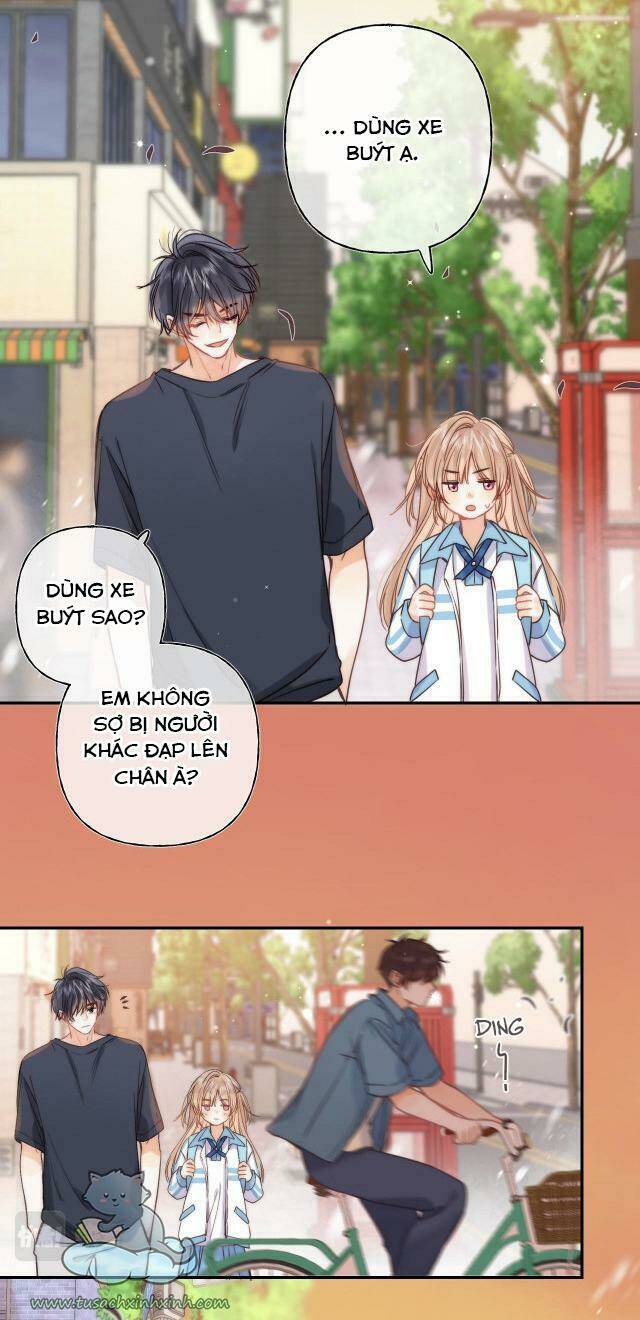 ... DÙNG XE
BUÝT Ạ.
DÙNG XE
BUÝT SAO?
EM KHÔNG
SỢ BỊ NGƯỜI
KHÁC ĐẠP LÊN
CHÂN À?
DING
www.tusachxinhxinh.com